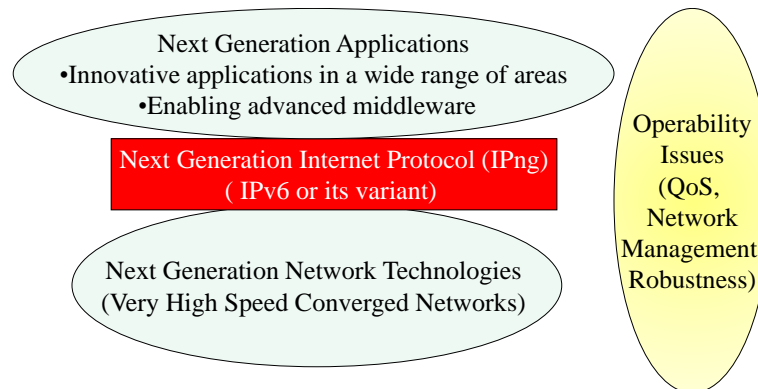 Next Generation Applications
•Innovative applications in a wide range of areas
•Enabling advanced middleware
Next Generation Internet Protocol (IPng)
( IPv6 or its variant)
Next Generation Network Technologies
(Very High Speed Converged Networks)
Operability
Issues
(QoS,
Network
Management
Robustness)